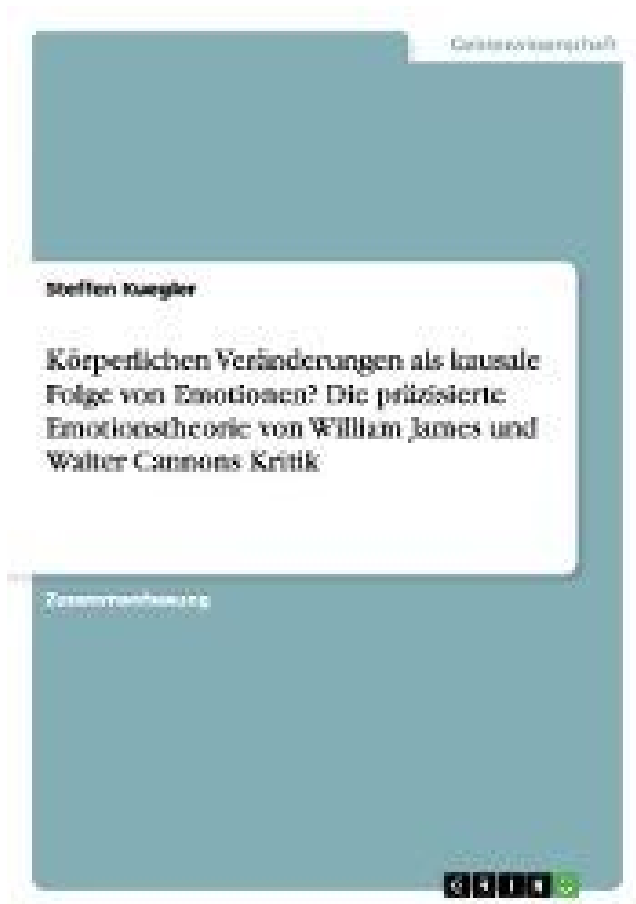 Geisteswissenschaft
Steffen Kuegler
Körperlichen Veränderungen als kausale
Folge von Emotionen? Die präzisierte
Emotionstheorie von William James und
Walter Cannons Kritik
Zusammenfassung
GRIN